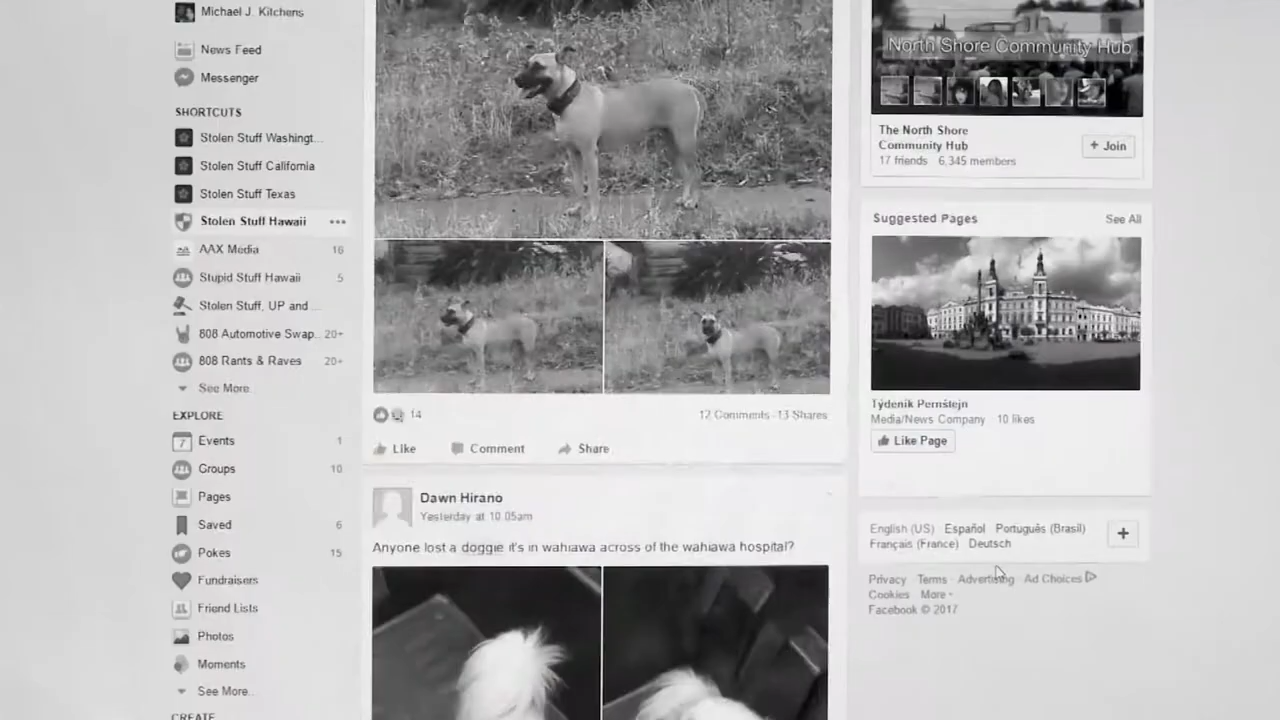 Michael J. Kitchens
News Feed
Messenger
SHORTCUTS
Stolen Stuff Washingt...
Stolen Stuff California
Stolen Stuff Texas
Stolen Stuff Hawaii
AAX Media 16
Stupid Stuff Hawaii 5
Stolen Stuff, UP and ...
808 Automotive Swap.. 20+
808 Rants & Raves 20+
See More
EXPLORE
7 Events 1
Groups 10
Pages
Saved 6
Pokes 15
Fundraisers
Friend Lists
Photos
Moments
See More..
CREATE
14
12 Comments · 13 Shares
Like Comment Share
Dawn Hirano
Yesterday at 10:05am
Anyone lost a doggie it's in wahiawa across of the wahiawa hospital?
North Shore Community Hub
The North Shore
Community Hub
17 friends · 6,345 members
+ Join
Suggested Pages See All
Týdeník Pernštejn
Media/News Company · 10 likes
Like Page
English (US) · Español · Português (Brasil) ·
Français (France) · Deutsch
+
Privacy · Terms · Advertising · Ad Choices
Cookies · More
Facebook © 2017